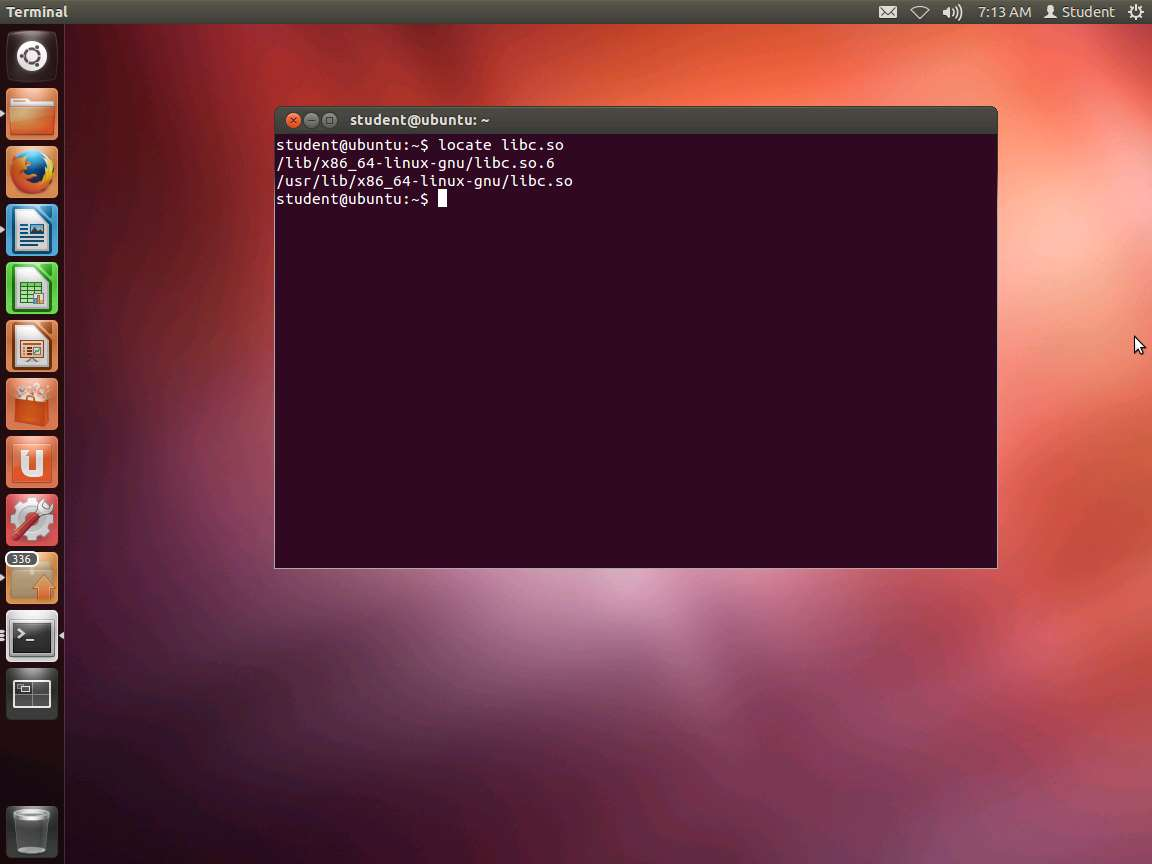 Terminal
7:13 AM
Student
student@ubuntu: ~
student@ubuntu:~$ locate libc.so
/lib/x86_64-linux-gnu/libc.so.6
/usr/lib/x86_64-linux-gnu/libc.so
student@ubuntu:~$
336